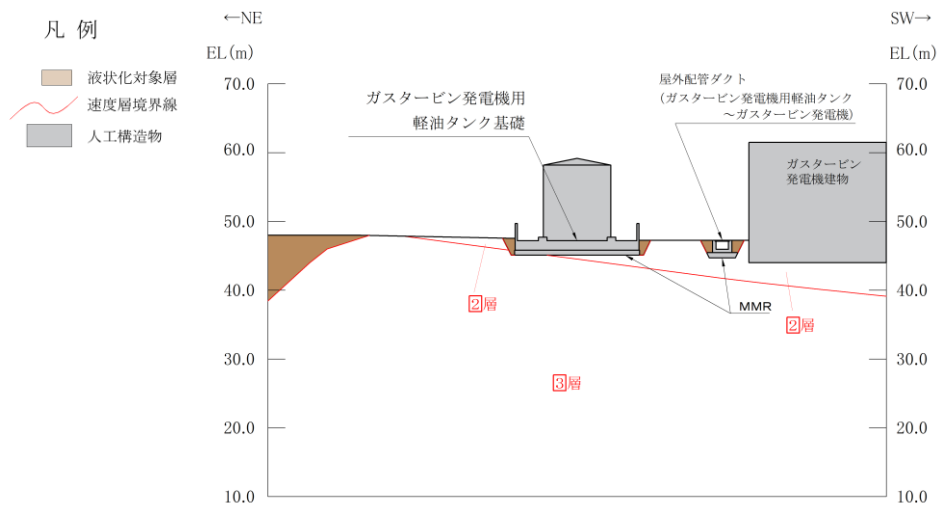 ←NE
SW→
凡 例
液状化対象層
速度層境界線
人工構造物
EL(m)
70.0
60.0
50.0
40.0
30.0
20.0
10.0
ガスタービン発電機用
軽油タンク基礎
屋外配管ダクト
(ガスタービン発電機用軽油タンク
～ガスタービン発電機)
ガスタービン
発電機建物
MMR
2層
2層
3層
EL(m)
70.0
60.0
50.0
40.0
30.0
20.0
10.0